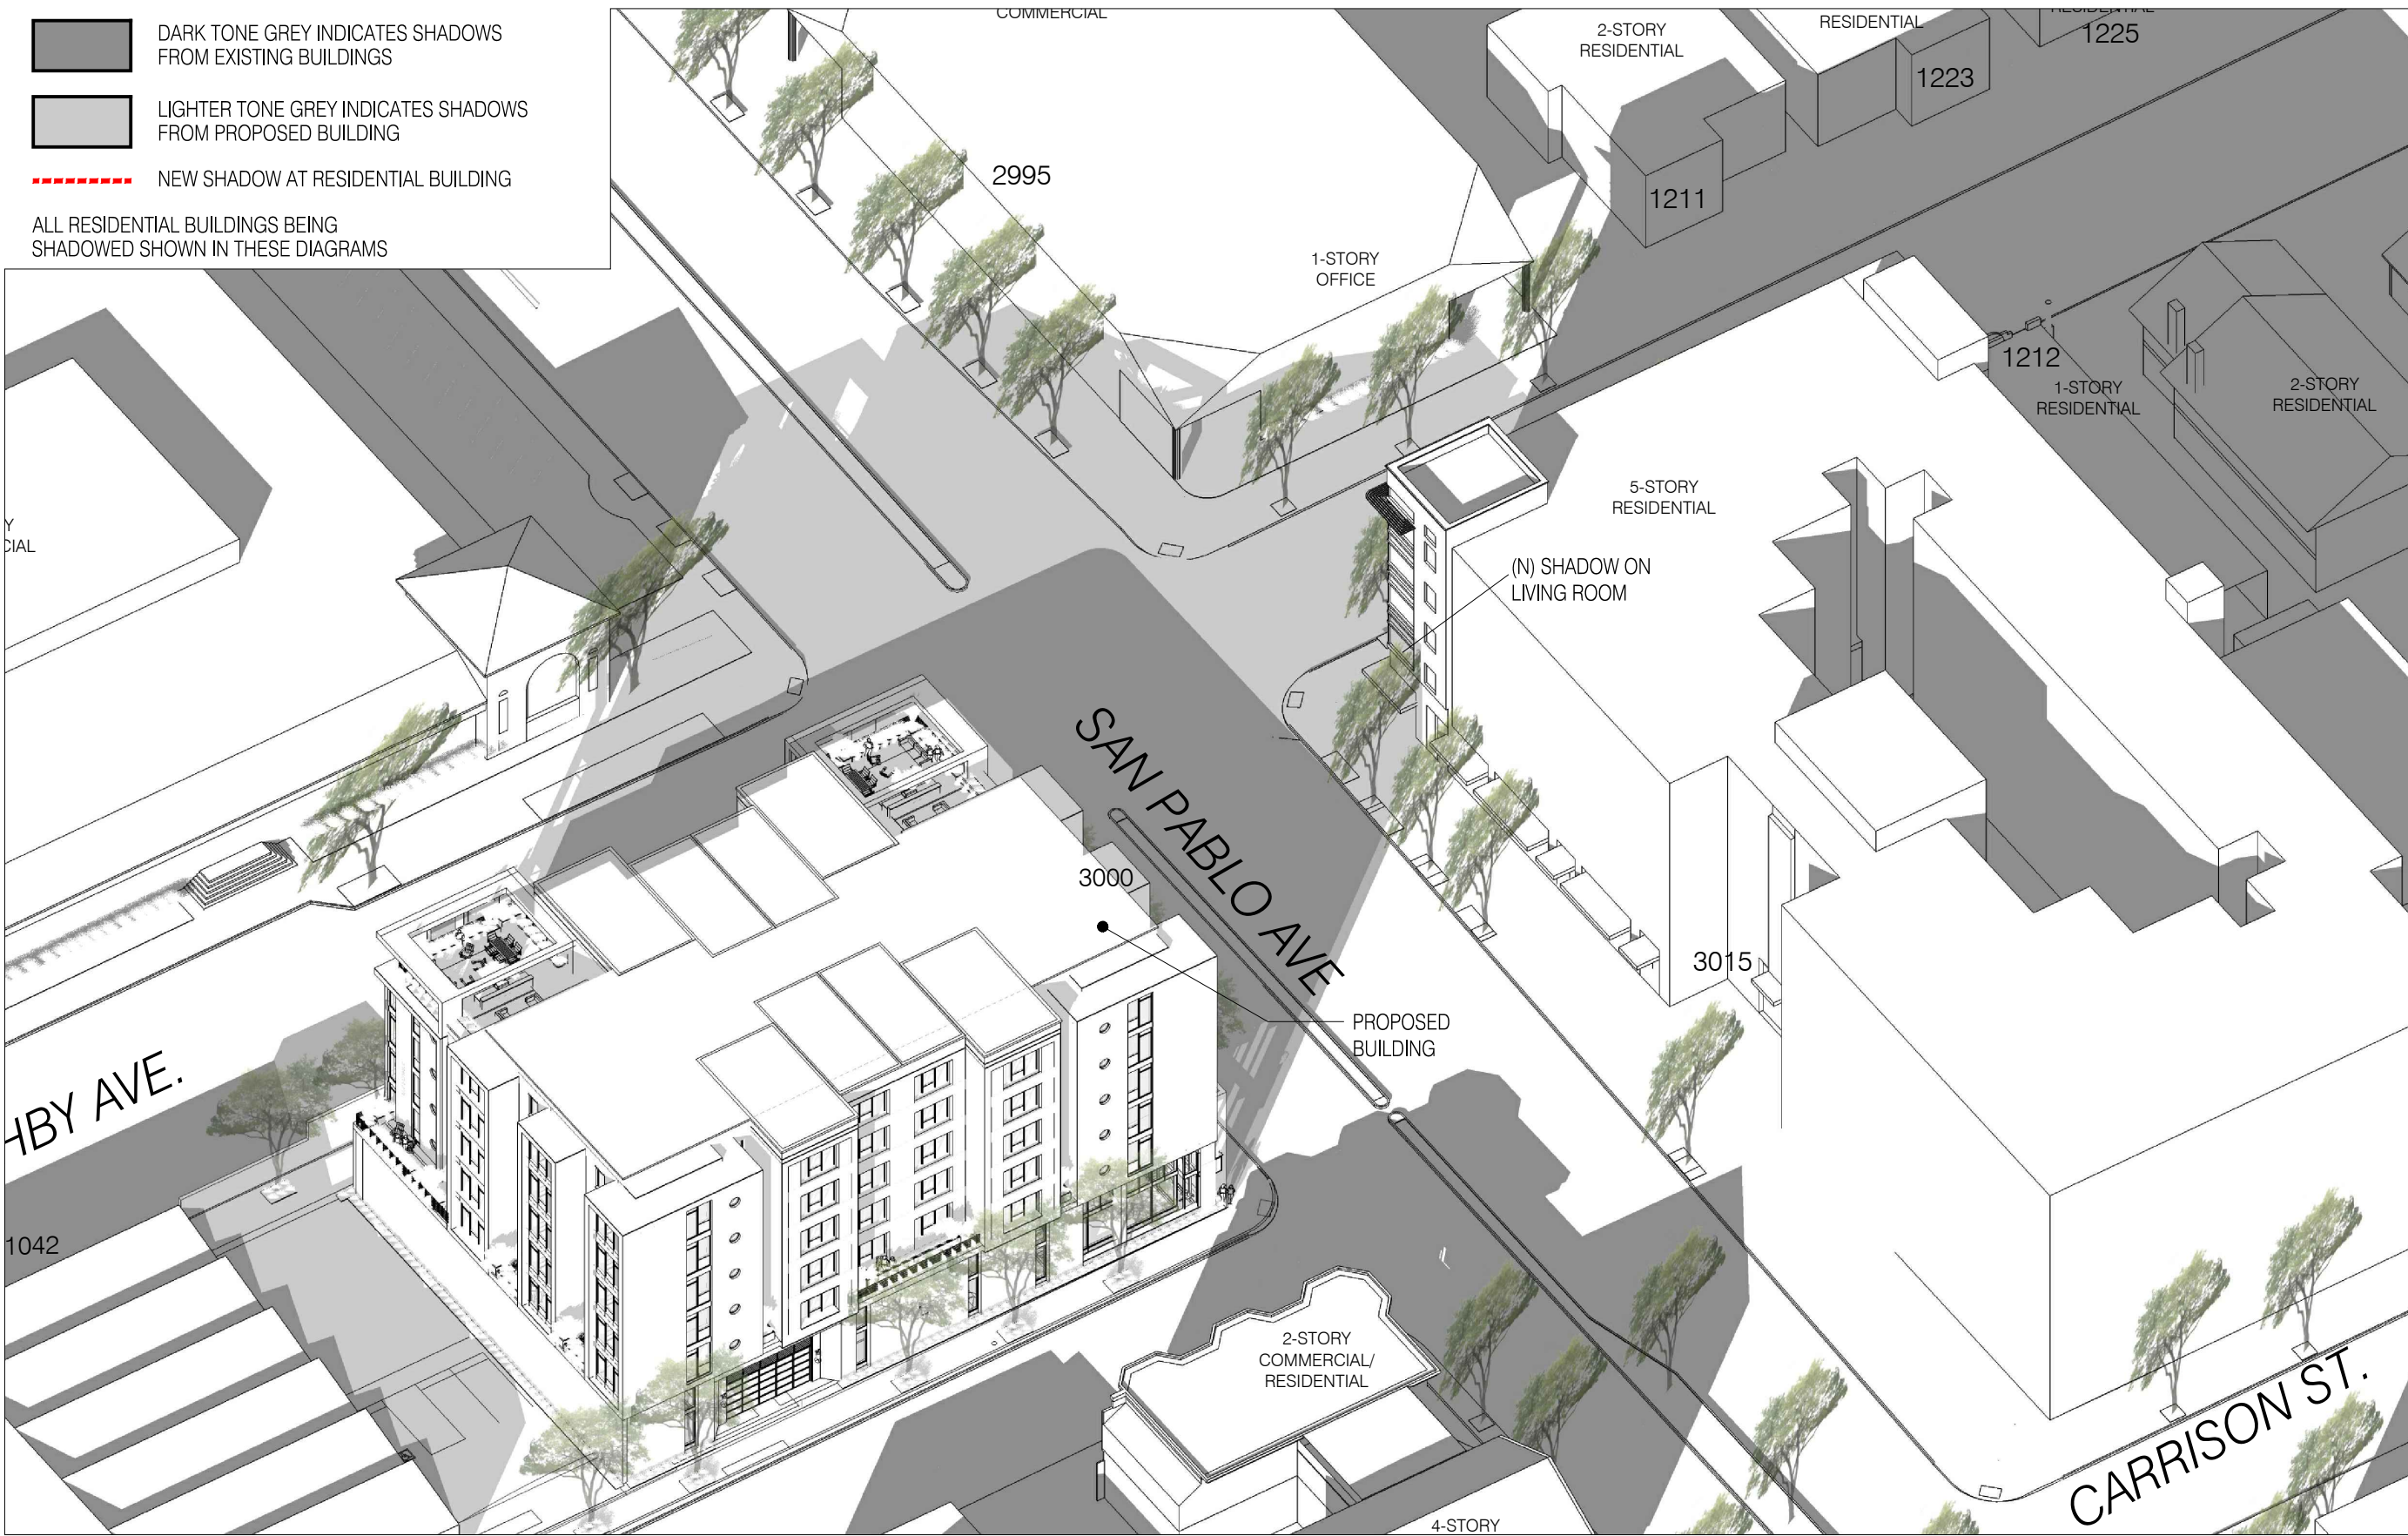 DARK TONE GREY INDICATES SHADOWS
FROM EXISTING BUILDINGS
LIGHTER TONE GREY INDICATES SHADOWS
FROM PROPOSED BUILDING
NEW SHADOW AT RESIDENTIAL BUILDING
ALL RESIDENTIAL BUILDINGS BEING
SHADOWED SHOWN IN THESE DIAGRAMS
COMMERCIAL
2-STORY
RESIDENTIAL
RESIDENTIAL
RESIDENTIAL
1225
1223
2995
1211
1-STORY
OFFICE
1212
1-STORY
RESIDENTIAL
2-STORY
RESIDENTIAL
5-STORY
RESIDENTIAL
Y
CIAL
(N) SHADOW ON
LIVING ROOM
SAN PABLO AVE
3000
3015
PROPOSED
BUILDING
HBY AVE.
1042
2-STORY
COMMERCIAL/
RESIDENTIAL
CARRISON ST.
4-STORY